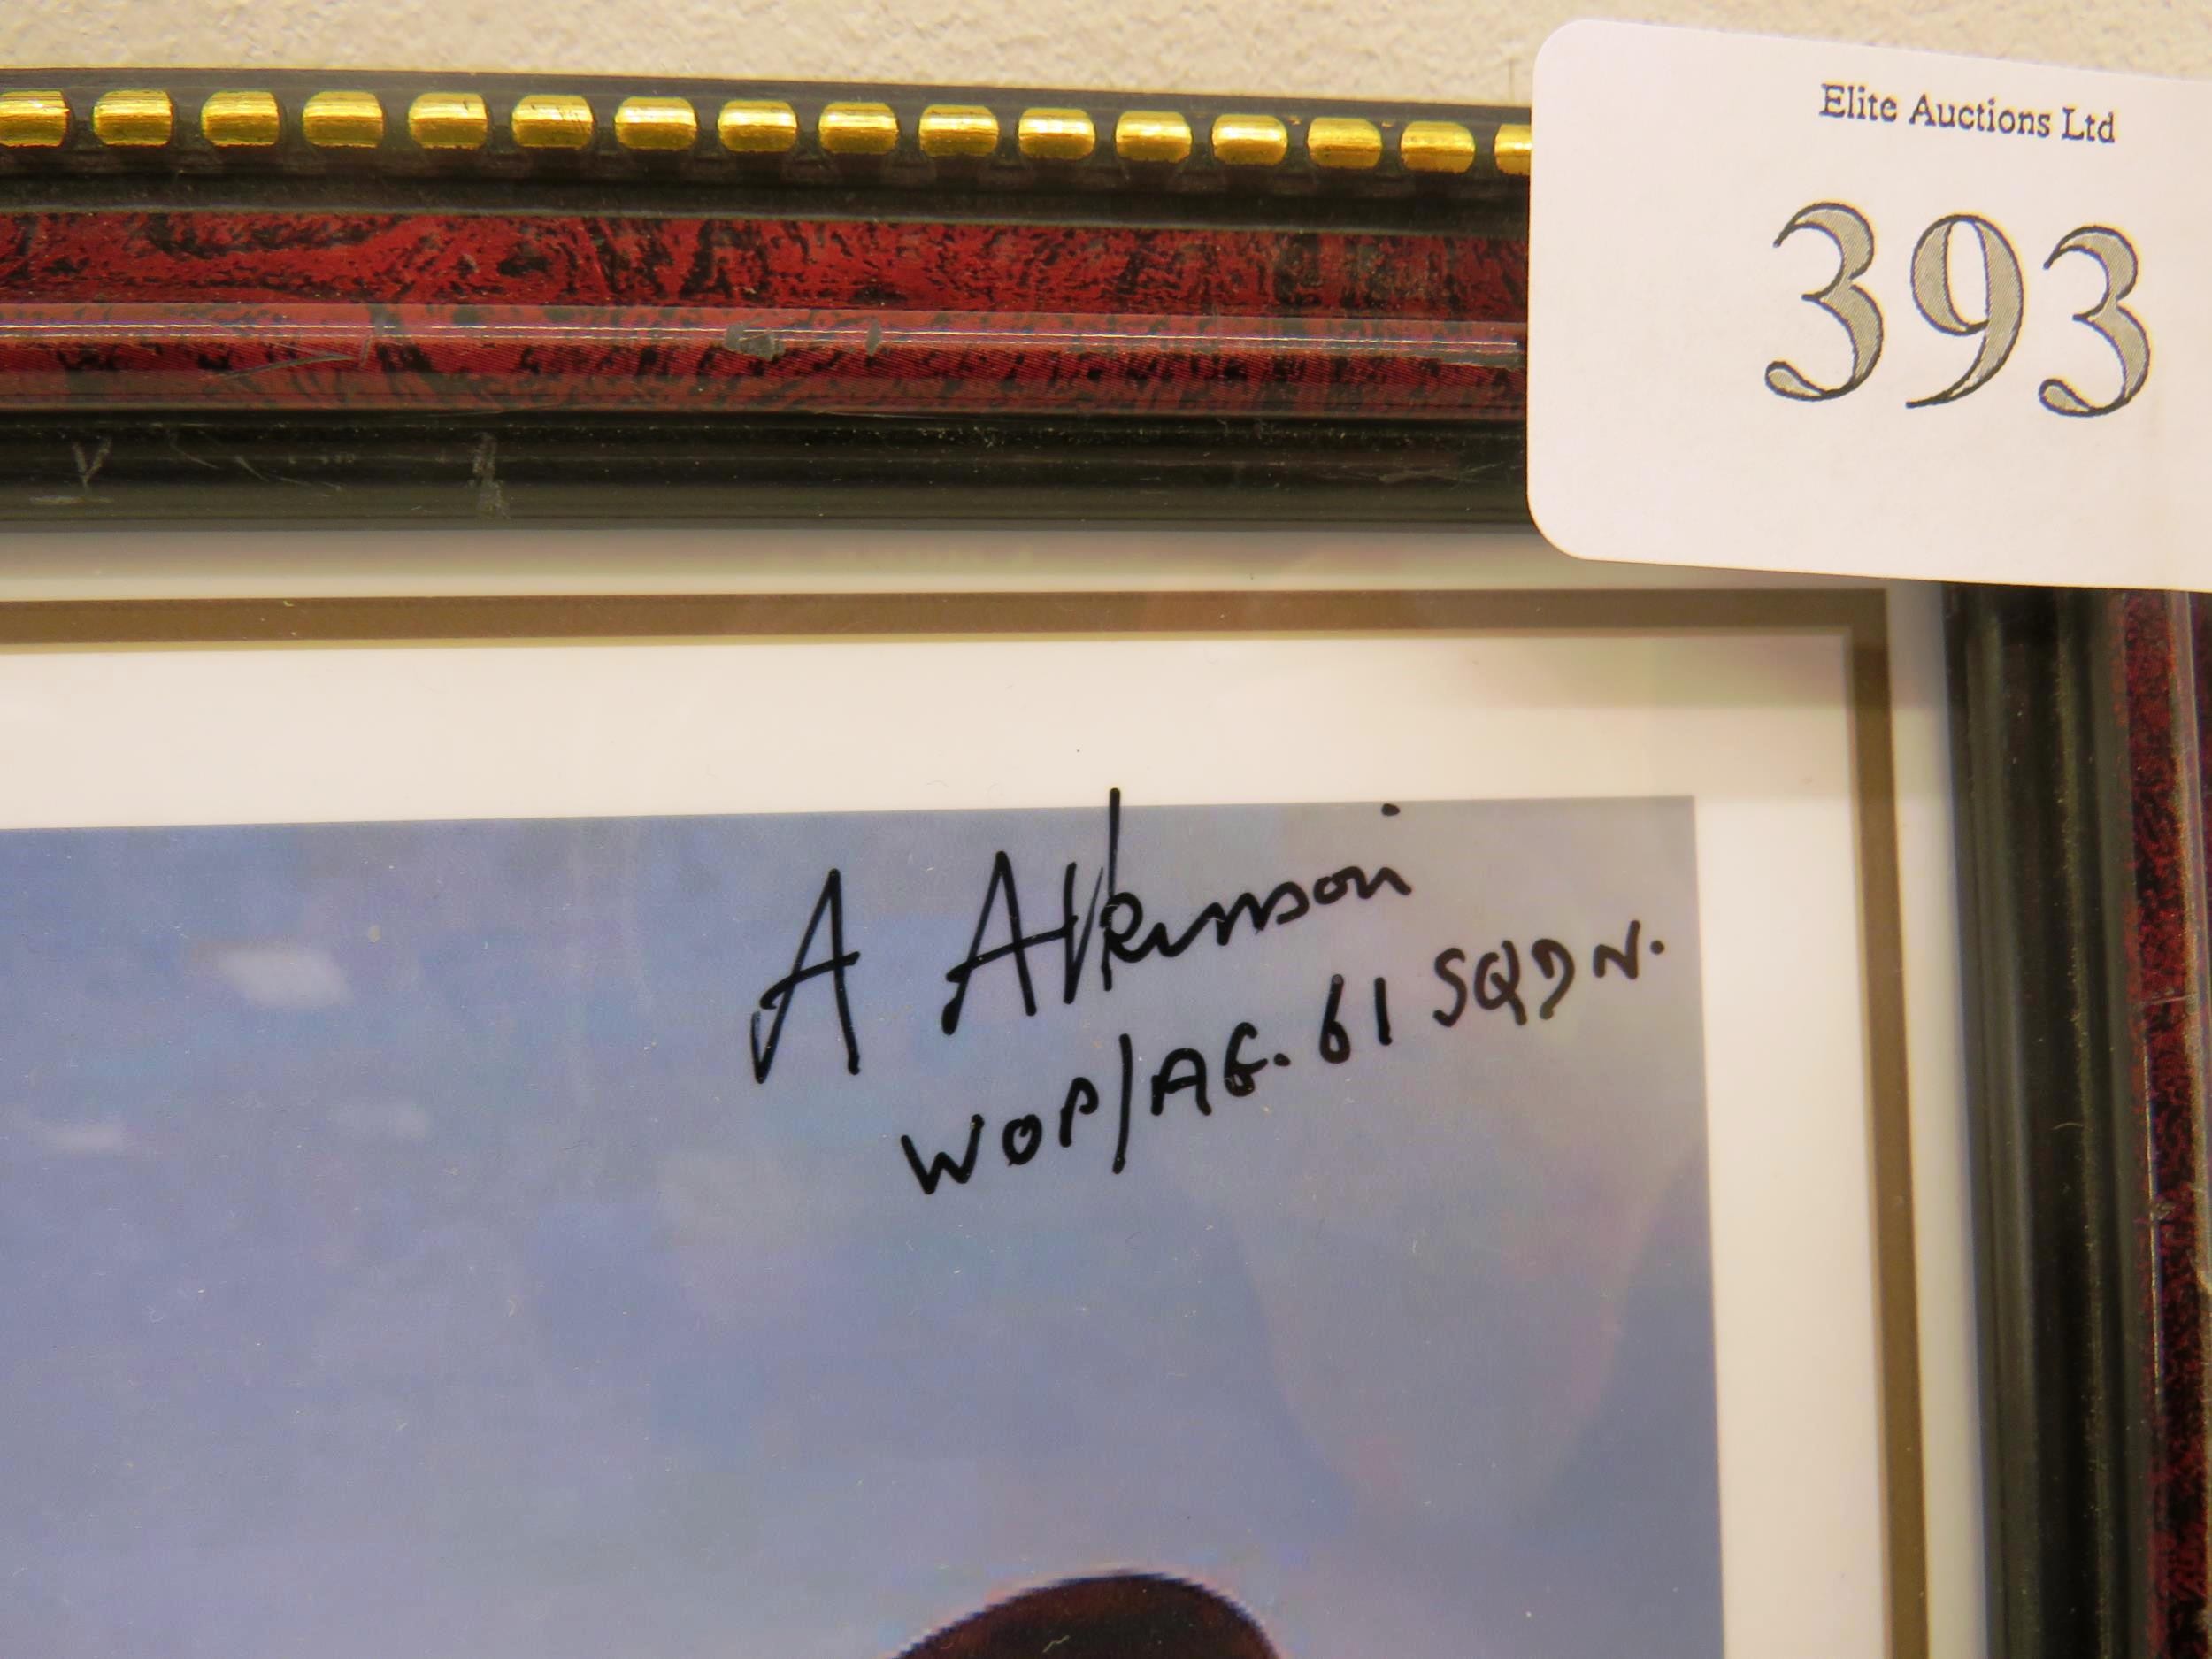 Elite Auctions Ltd
393
A Atkinson
WOP/AG. 61 SQDN.